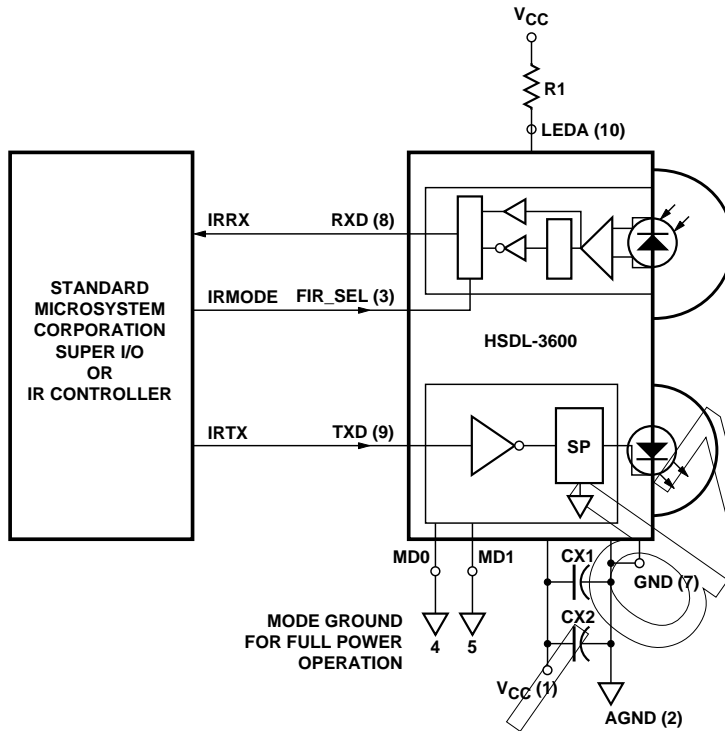 VCC
R1
LEDA (10)
IRRX
RXD (8)
STANDARD
MICROSYSTEM
CORPORATION
SUPER I/O
OR
IR CONTROLLER
IRMODE
FIR_SEL (3)
HSDL-3600
IRTX
TXD (9)
SP
MD0
MD1
CX1
GND (7)
MODE GROUND
FOR FULL POWER
OPERATION
4
5
CX2
VCC (1)
AGND (2)